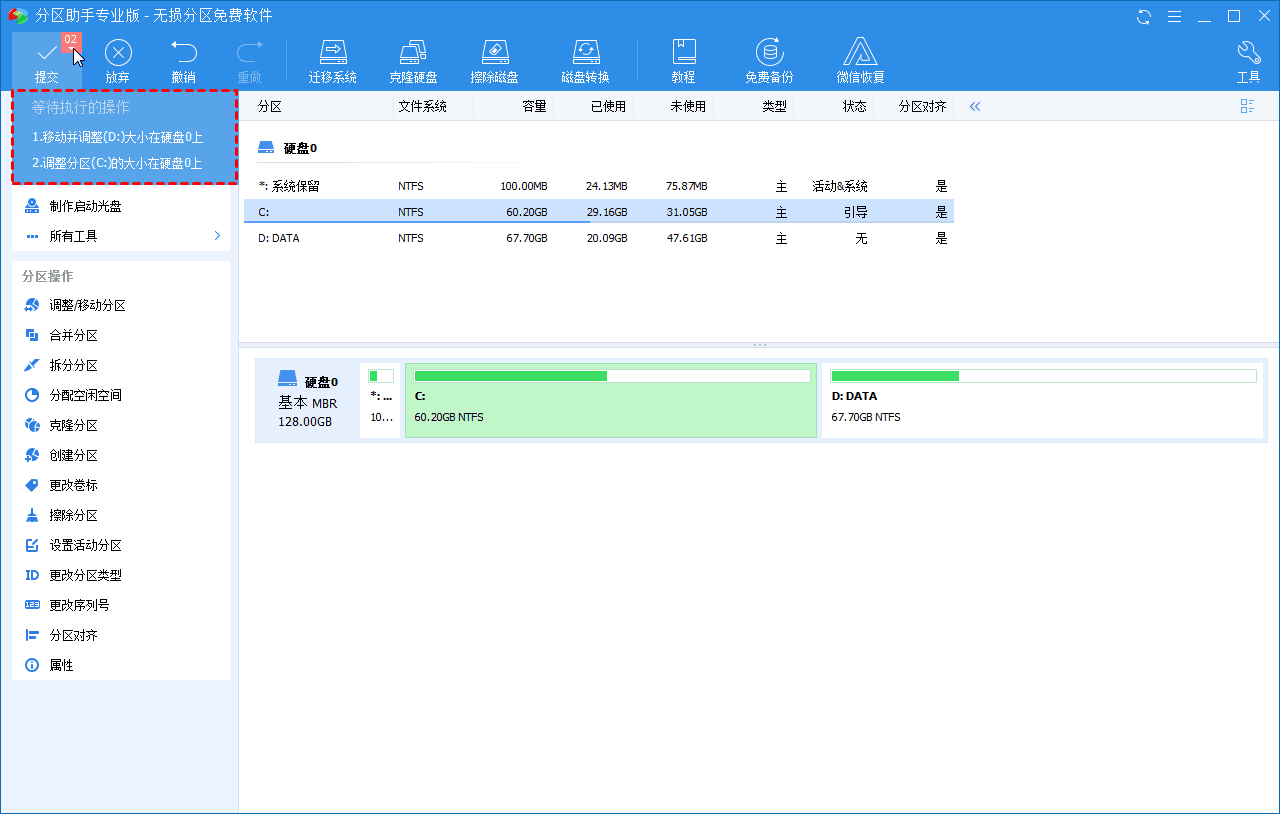 分区助手专业版 - 无损分区免费软件
02
提交 放弃 撤销 重做 迁移系统 克隆硬盘 擦除磁盘 磁盘转换 教程 免费备份 微信恢复 工具
等待执行的操作
1.移动并调整(D:)大小在硬盘0上
2.调整分区(C:)的大小在硬盘0上
制作启动光盘
所有工具
分区操作
调整/移动分区
合并分区
拆分分区
分配空闲空间
克隆分区
创建分区
更改卷标
擦除分区
设置活动分区
ID 更改分区类型
123 更改序列号
分区对齐
属性
分区 文件系统 容量 已使用 未使用 类型 状态 分区对齐
硬盘0
*: 系统保留 NTFS 100.00MB 24.13MB 75.87MB 主 活动&系统 是
C: NTFS 60.20GB 29.16GB 31.05GB 主 引导 是
D: DATA NTFS 67.70GB 20.09GB 47.61GB 主 无 是
硬盘0
基本 MBR
128.00GB
*: ...
10...
C:
60.20GB NTFS
D: DATA
67.70GB NTFS